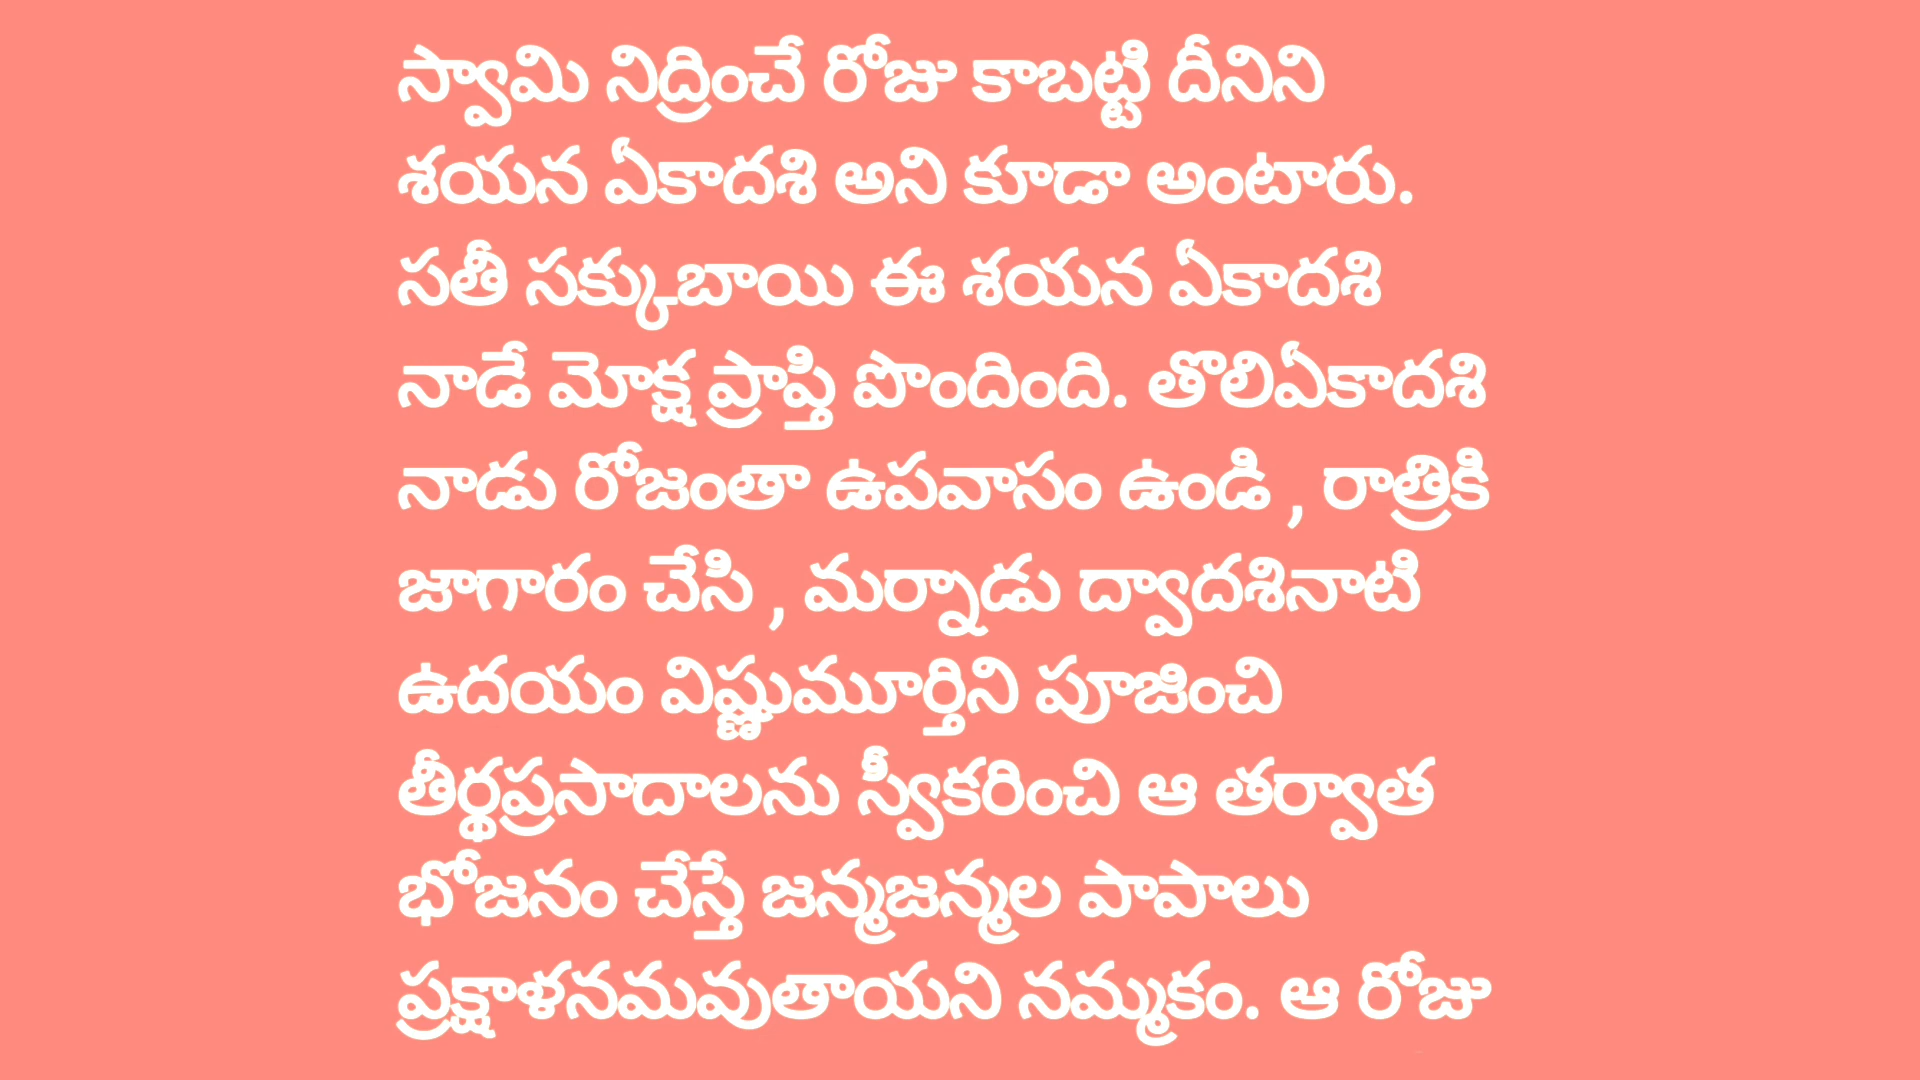 స్వామి నిద్రించే రోజు కాబట్టి దీనిని
శయన ఏకాదశి అని కూడా అంటారు.
సతీ సక్కుబాయి ఈ శయన ఏకాదశి
నాడే మోక్ష ప్రాప్తి పొందింది. తొలిఏకాదశి
నాడు రోజంతా ఉపవాసం ఉండి , రాత్రికి
జాగారం చేసి , మర్నాడు ద్వాదశినాటి
ఉదయం విష్ణుమూర్తిని పూజించి
తీర్థప్రసాదాలను స్వీకరించి ఆ తర్వాత
భోజనం చేస్తే జన్మజన్మల పాపాలు
ప్రక్షాళనమవుతాయని నమ్మకం. ఆ రోజు